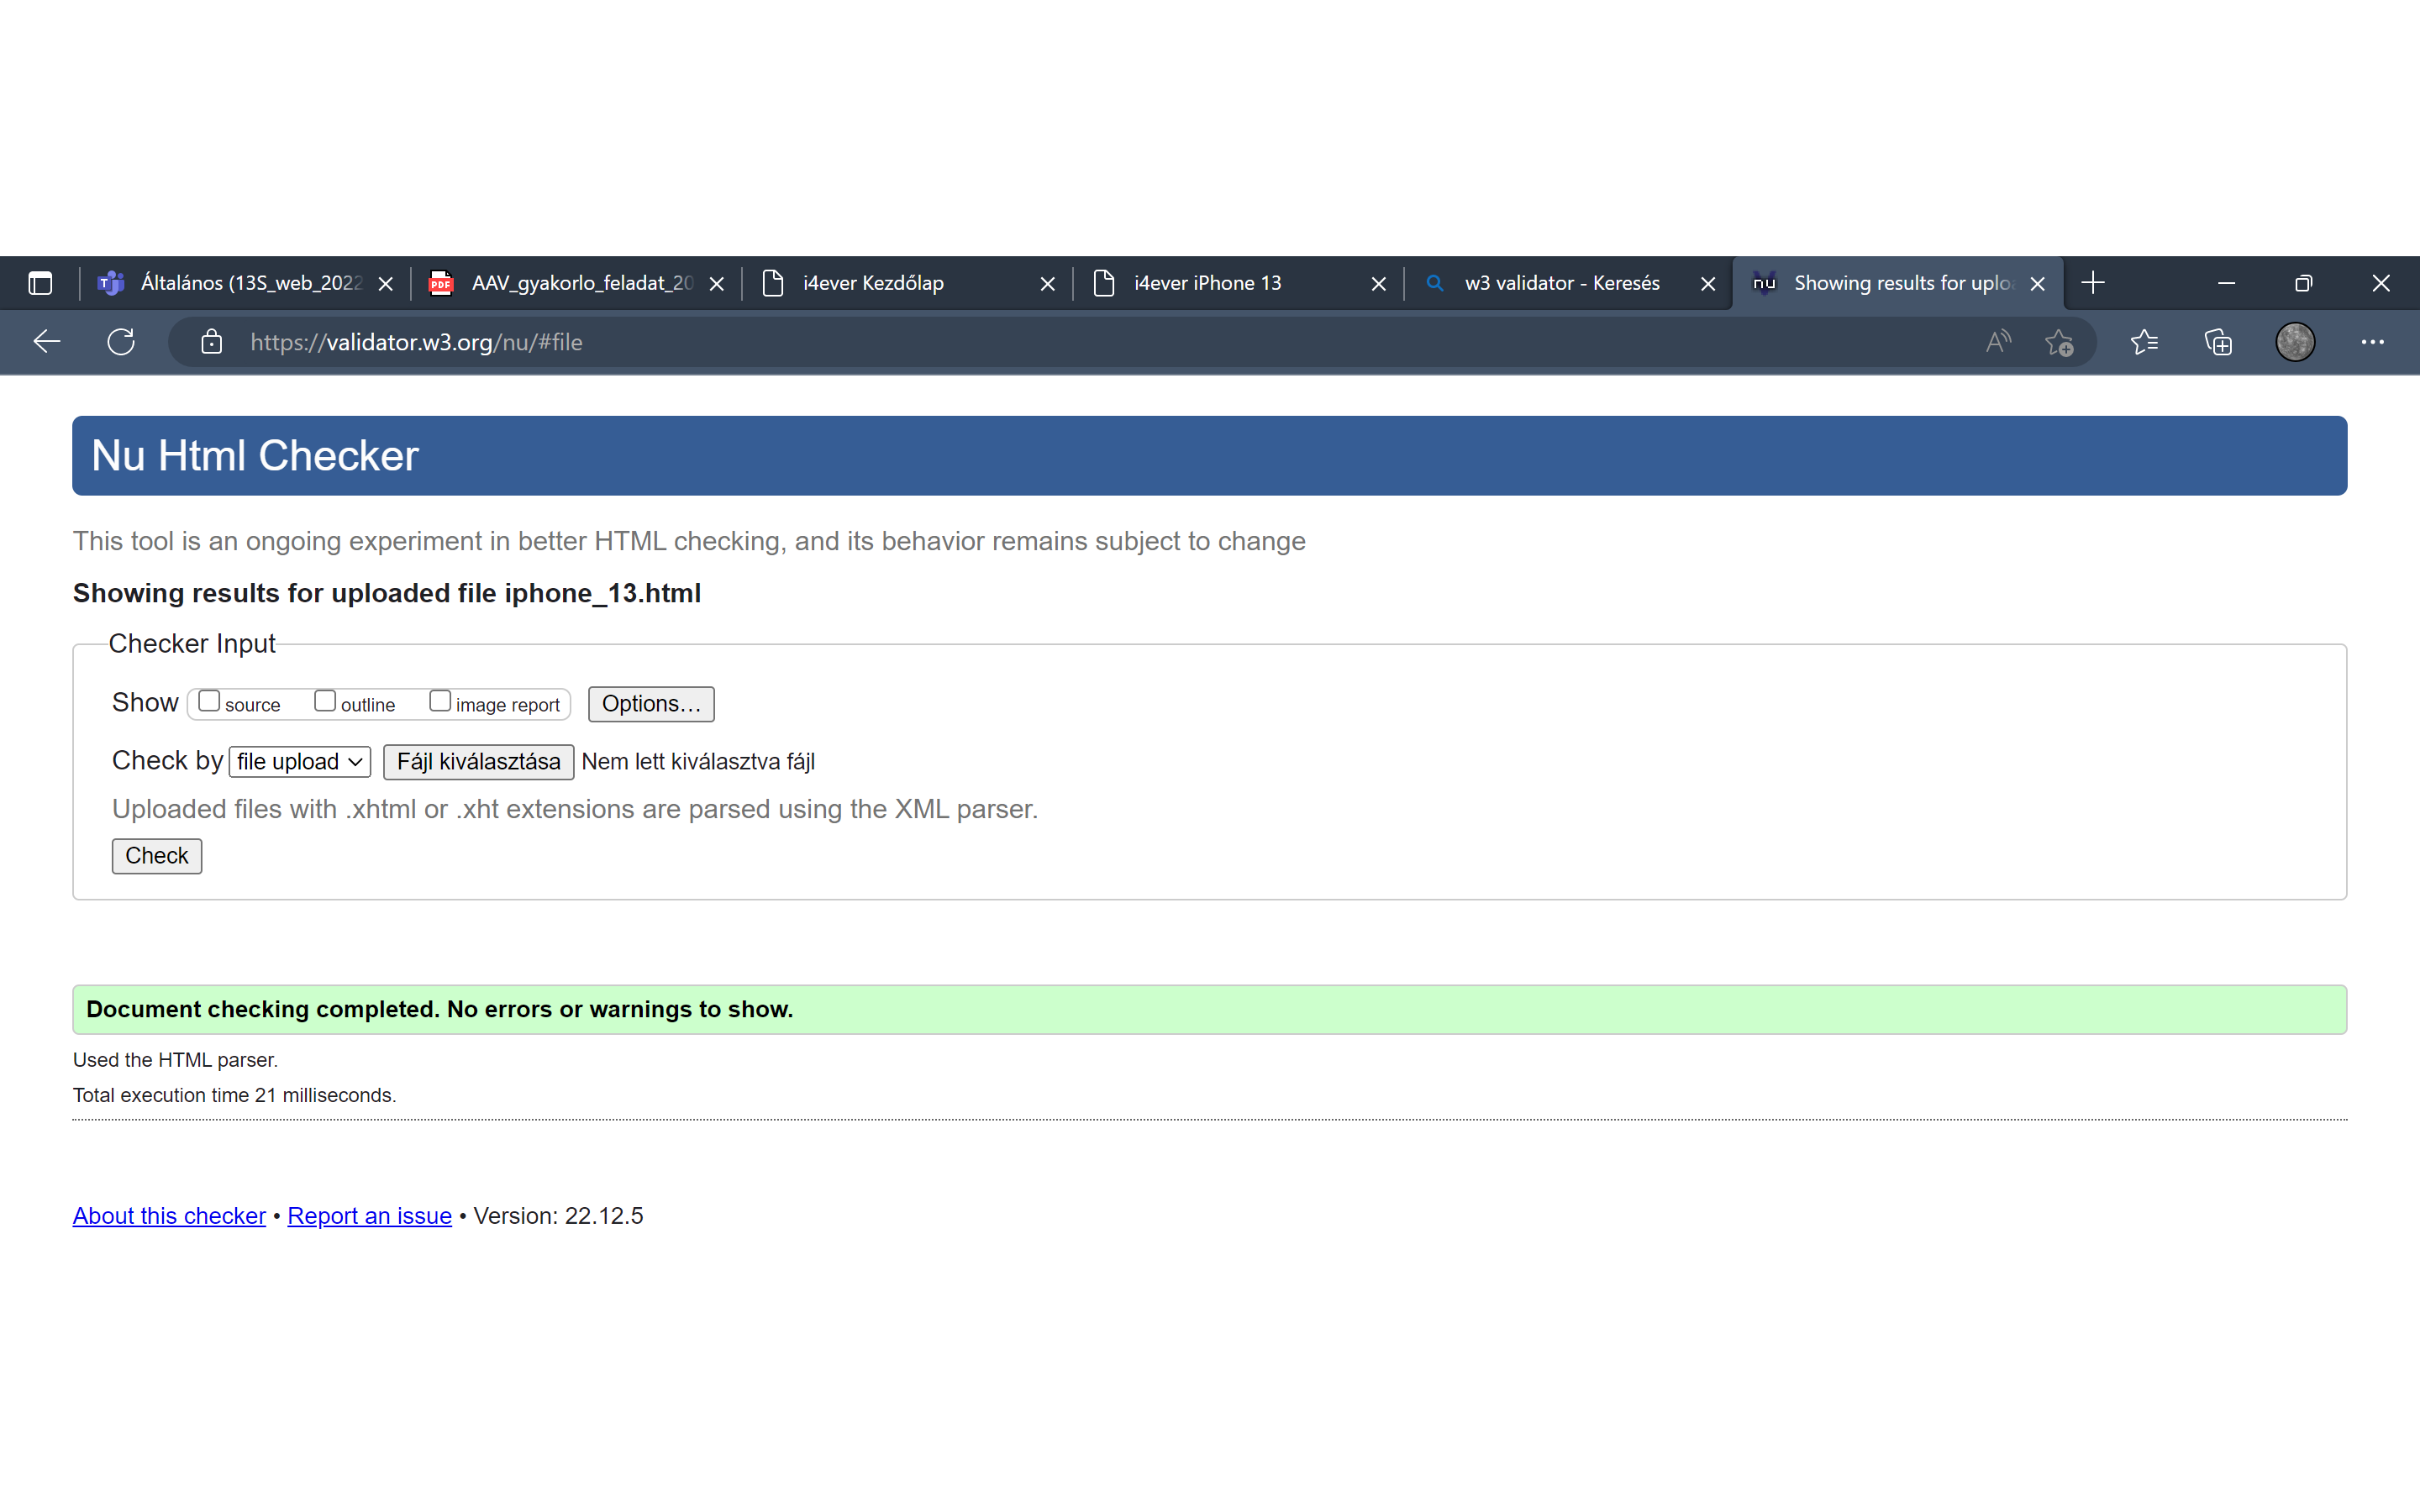 Általános (13S_web_2022
AAV_gyakorlo_feladat_20
i4ever Kezdőlap
i4ever iPhone 13
w3 validator - Keresés
nu Showing results for uplo
https://validator.w3.org/nu/#file
Nu Html Checker
This tool is an ongoing experiment in better HTML checking, and its behavior remains subject to change
Showing results for uploaded file iphone_13.html
Checker Input
Show source outline image report Options...
Check by file upload Fájl kiválasztása Nem lett kiválasztva fájl
Uploaded files with .xhtml or .xht extensions are parsed using the XML parser.
Check
Document checking completed. No errors or warnings to show.
Used the HTML parser.
Total execution time 21 milliseconds.
About this checker • Report an issue • Version: 22.12.5